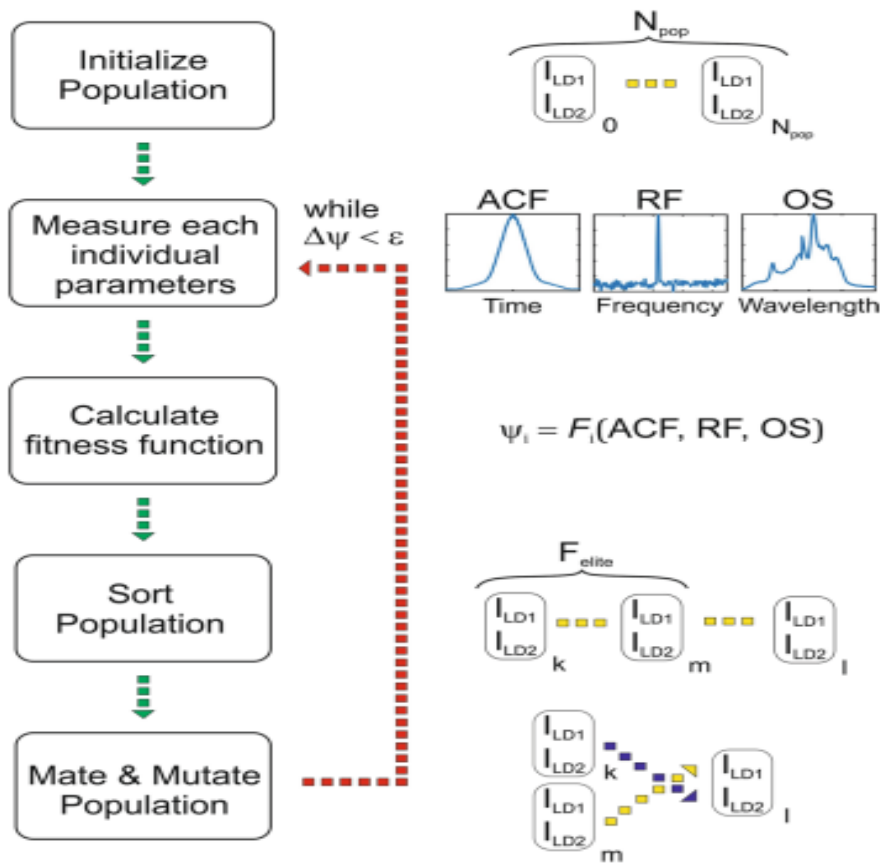 Initialize
Population
N_pop
I_LD1
I_LD2
0
I_LD1
I_LD2
N_pop
Measure each
individual
parameters
while
Δψ < ε
ACF
RF
OS
Time
Frequency
Wavelength
Calculate
fitness function
ψ_i = F_i(ACF, RF, OS)
Sort
Population
F_elite
I_LD1
I_LD2
k
I_LD1
I_LD2
m
I_LD1
I_LD2
l
Mate & Mutate
Population
I_LD1
I_LD2
k
I_LD1
I_LD2
m
I_LD1
I_LD2
l